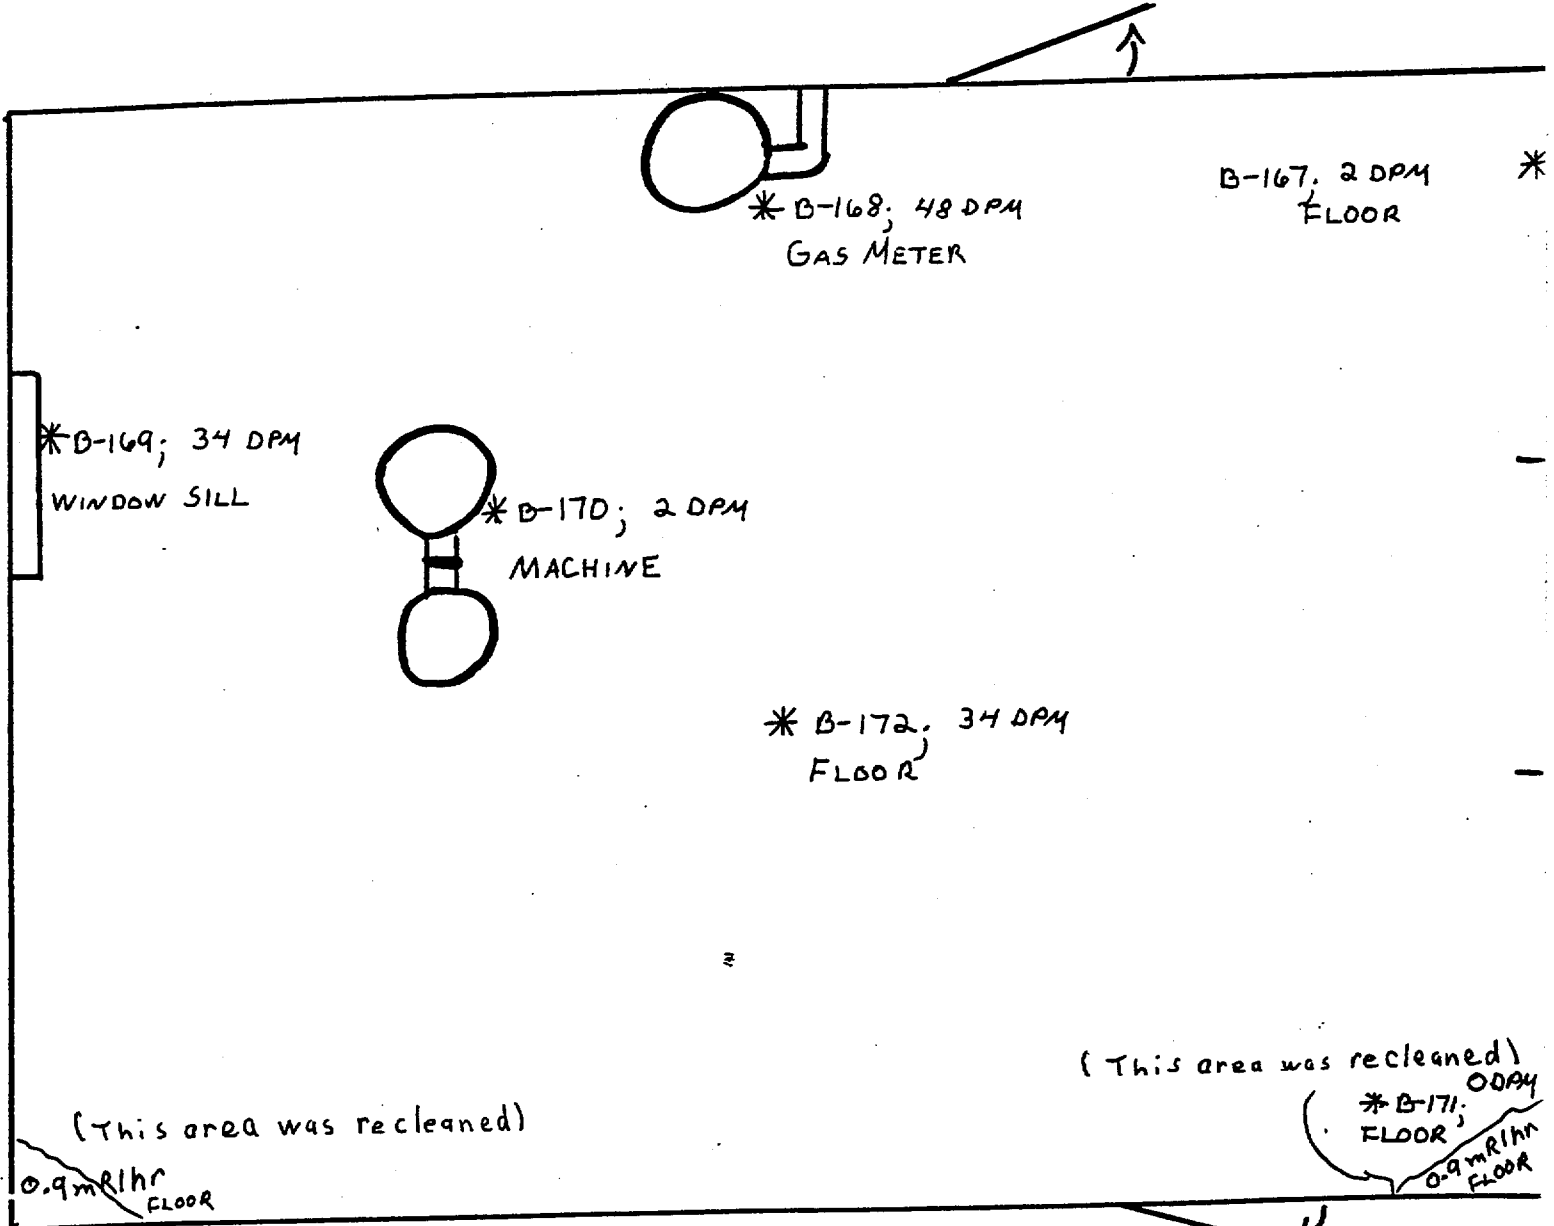 B-167; 2 DPM
FLOOR
B-168; 48 DPM
GAS METER
B-169; 34 DPM
WINDOW SILL
B-170; 2 DPM
MACHINE
B-172; 34 DPM
FLOOR
(This area was recleaned)
B-171; 0 DPM
FLOOR
0.9 mR/hr
FLOOR
(This area was recleaned)
0.9 mR/hr
FLOOR